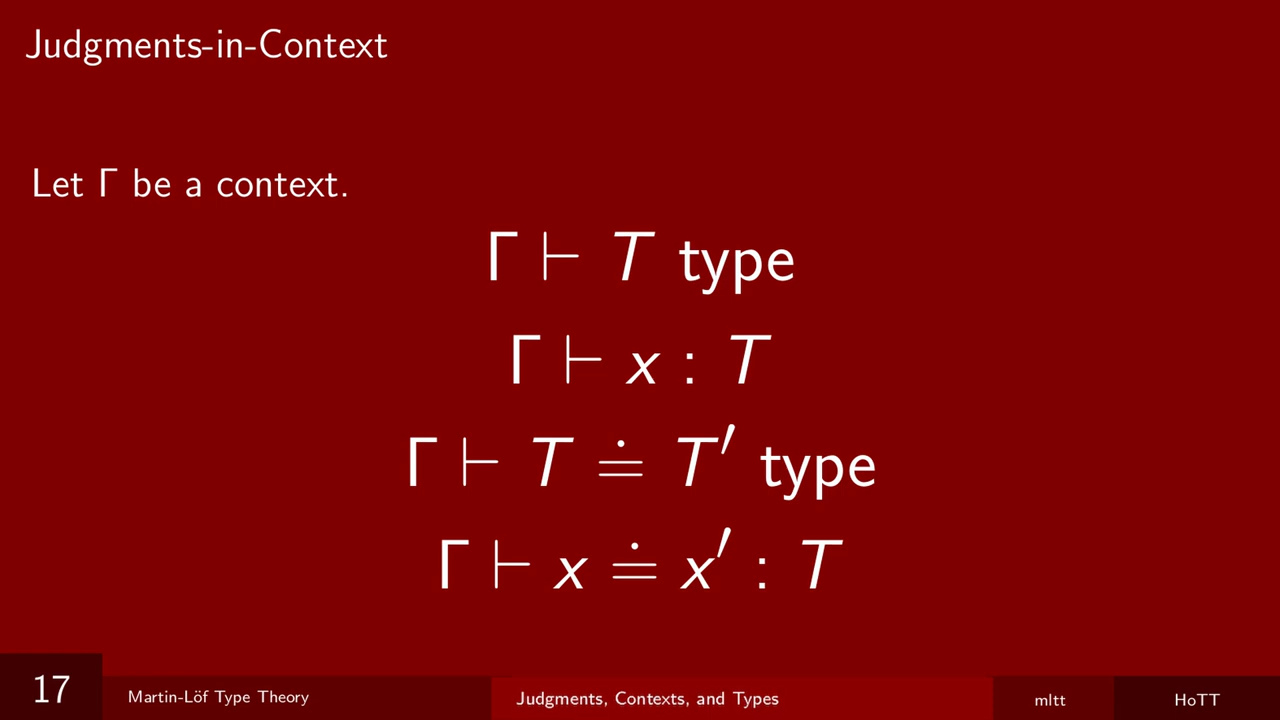 Judgments-in-Context
Let Γ be a context.
Γ ⊢ T type
Γ ⊢ x : T
Γ ⊢ T ≐ T′ type
Γ ⊢ x ≐ x′ : T
17 Martin-Löf Type Theory Judgments, Contexts, and Types mltt HoTT